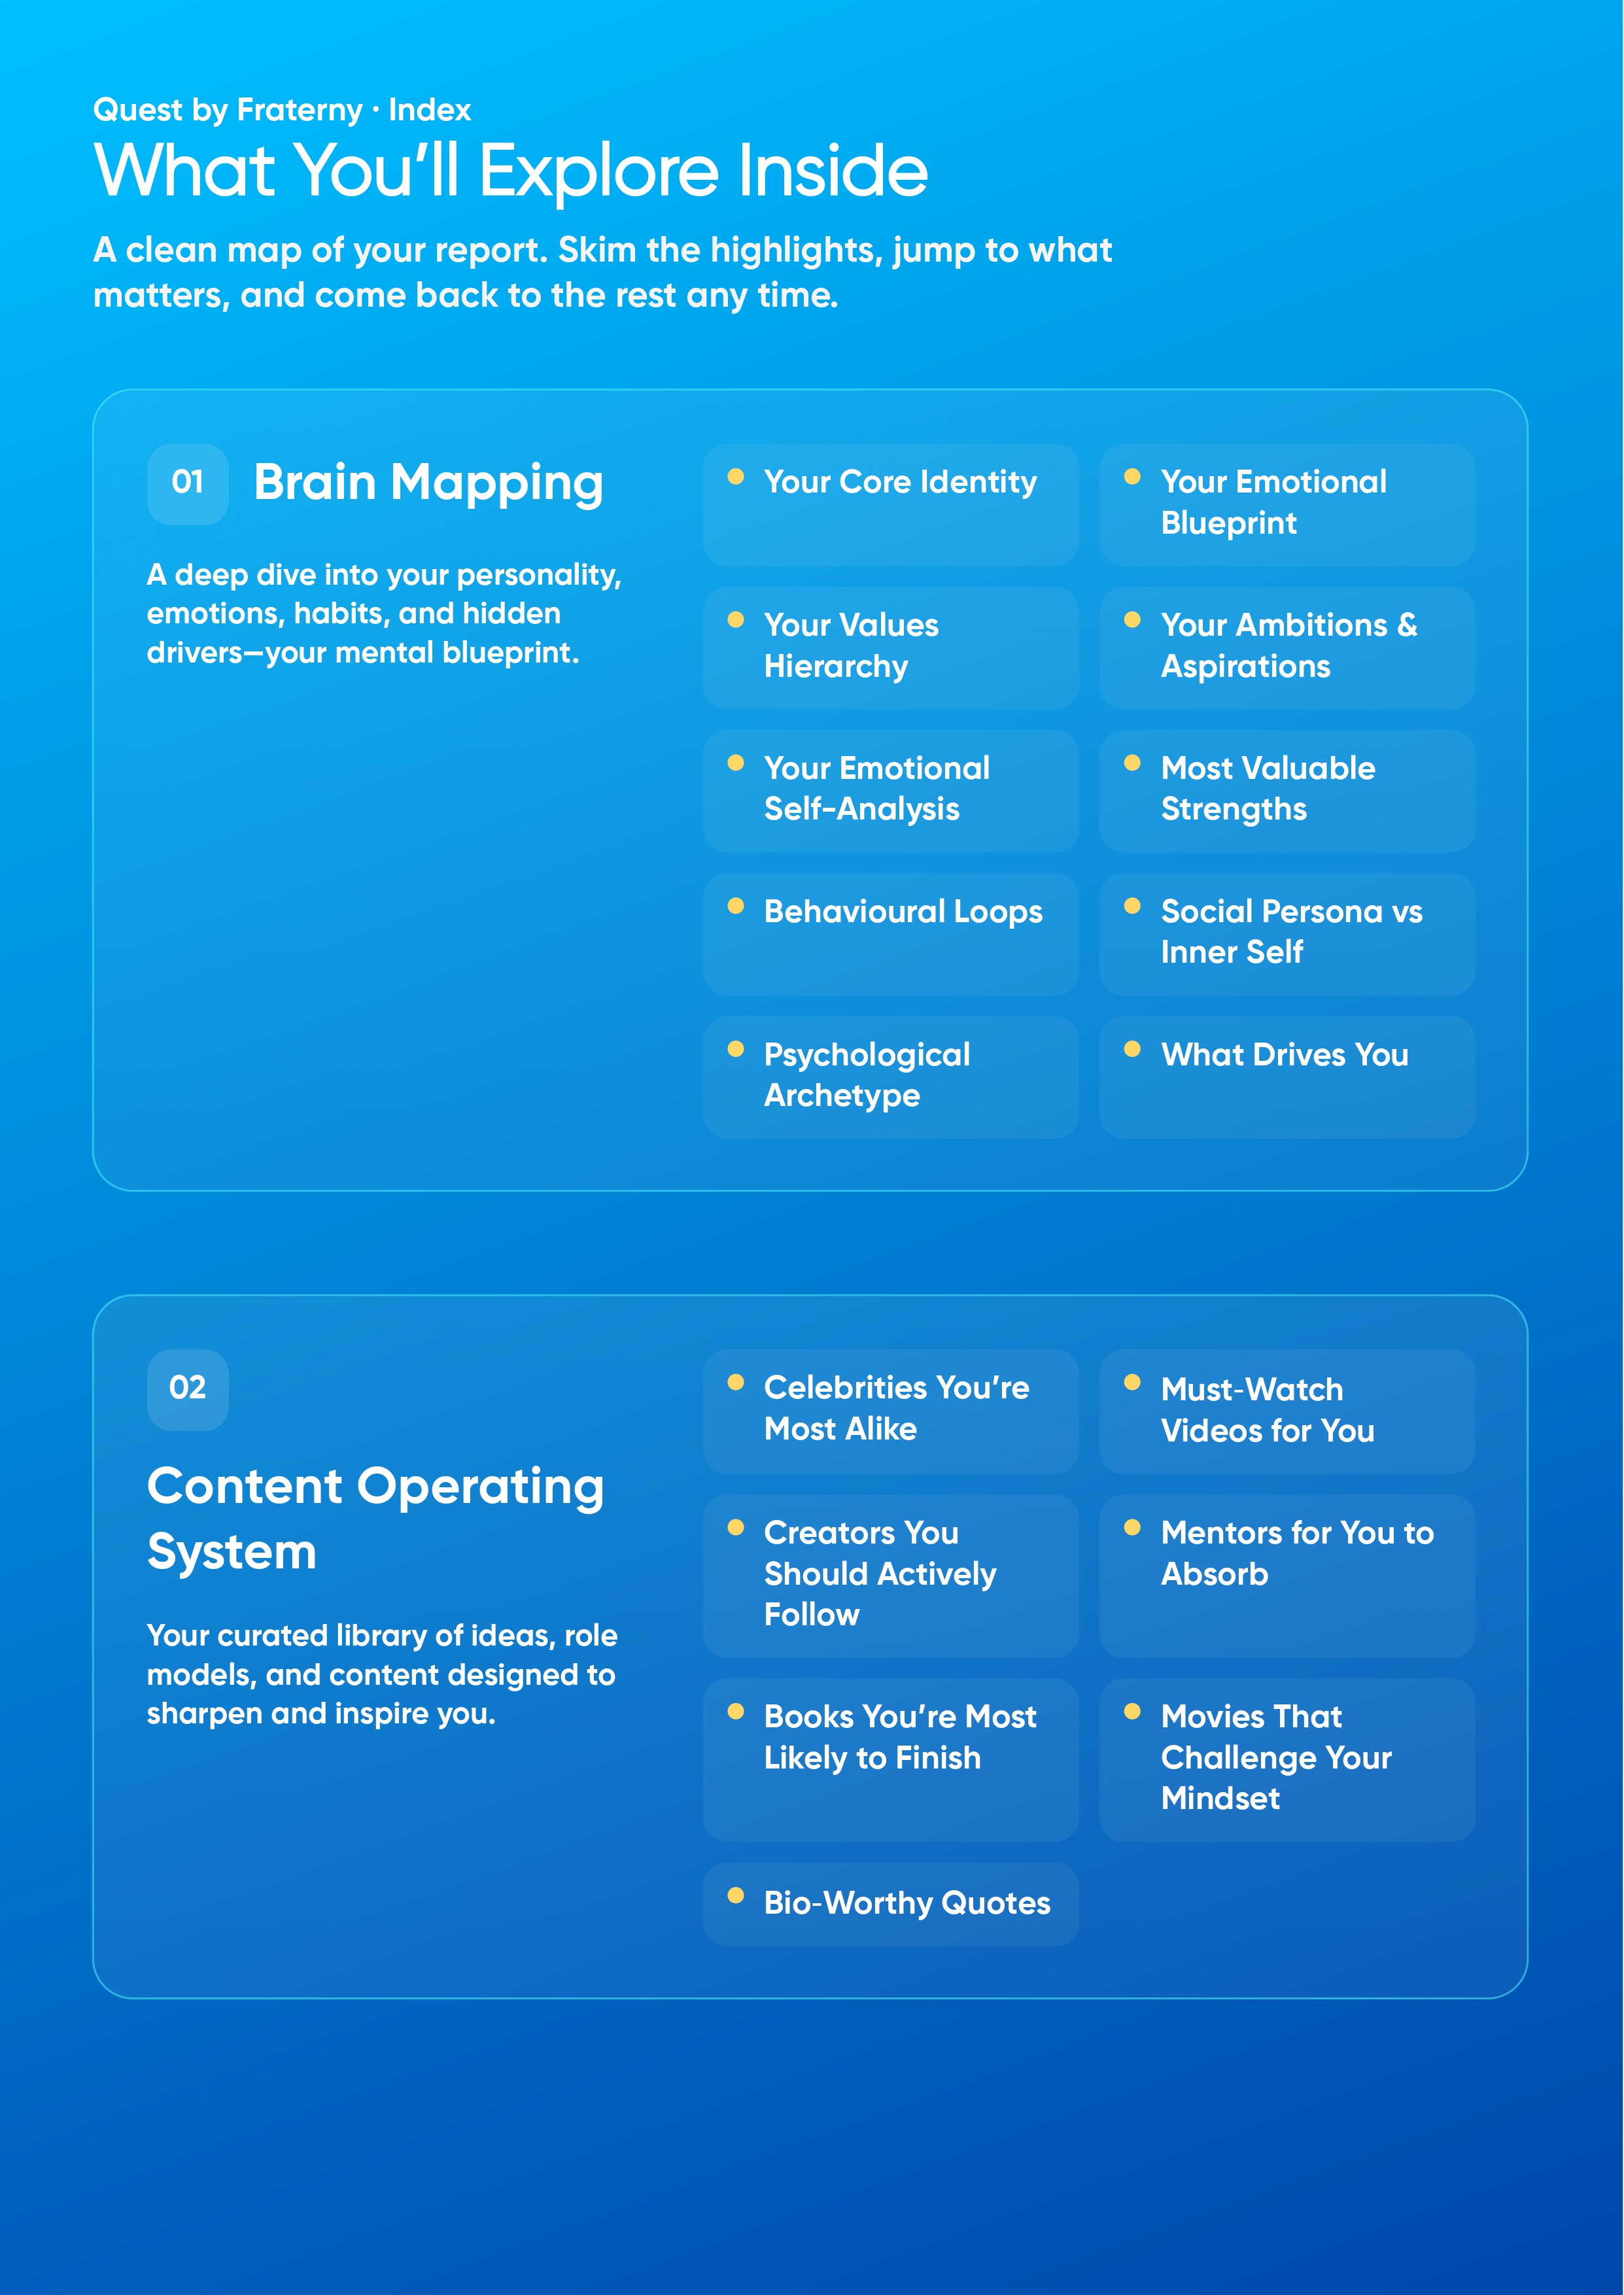 Quest by Fraterny · Index
What You’ll Explore Inside
A clean map of your report. Skim the highlights, jump to what
matters, and come back to the rest any time.
01
Brain Mapping
A deep dive into your personality,
emotions, habits, and hidden
drivers—your mental blueprint.
Your Core Identity
Your Emotional
Blueprint
Your Values
Hierarchy
Your Ambitions &
Aspirations
Your Emotional
Self-Analysis
Most Valuable
Strengths
Behavioural Loops
Social Persona vs
Inner Self
Psychological
Archetype
What Drives You
02
Content Operating
System
Your curated library of ideas, role
models, and content designed to
sharpen and inspire you.
Celebrities You’re
Most Alike
Must-Watch
Videos for You
Creators You
Should Actively
Follow
Mentors for You to
Absorb
Books You’re Most
Likely to Finish
Movies That
Challenge Your
Mindset
Bio-Worthy Quotes